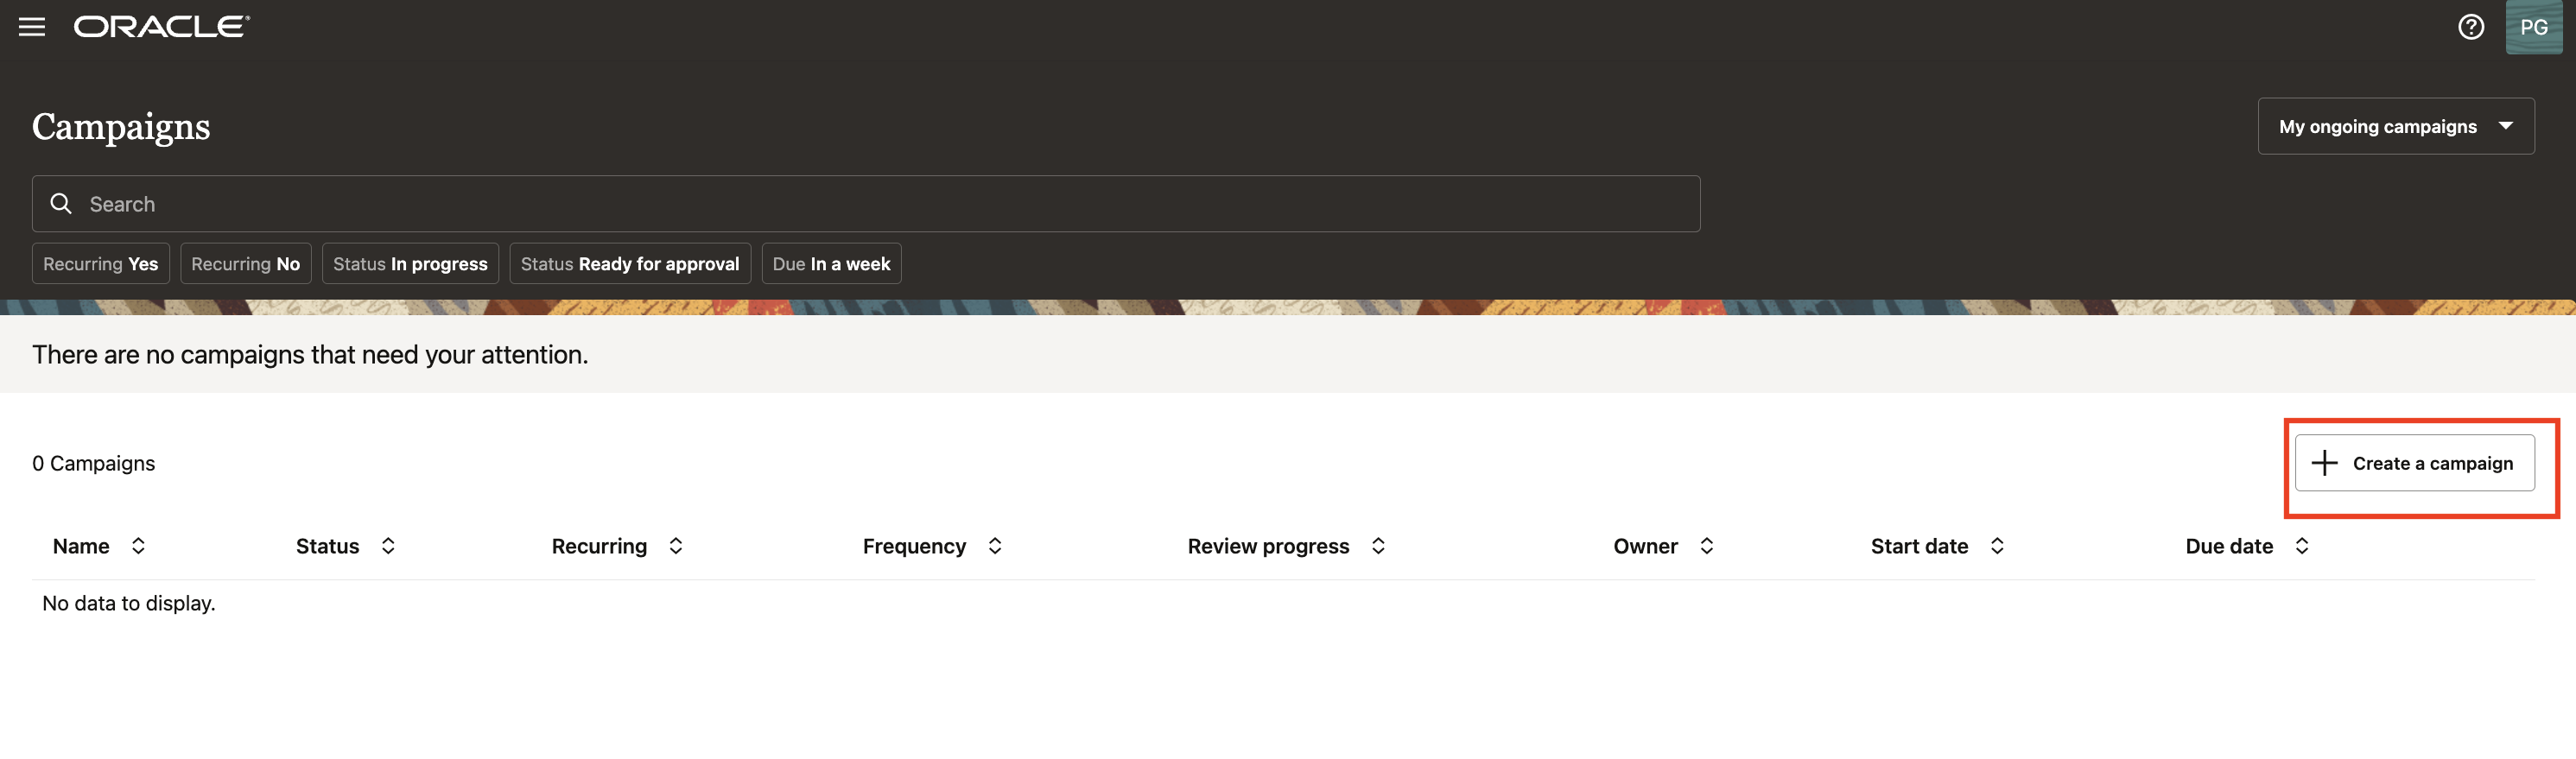 ORACLE
PG
Campaigns
My ongoing campaigns
Search
Recurring Yes Recurring No Status In progress Status Ready for approval Due In a week
There are no campaigns that need your attention.
0 Campaigns
Create a campaign
Name Status Recurring Frequency Review progress Owner Start date Due date
No data to display.